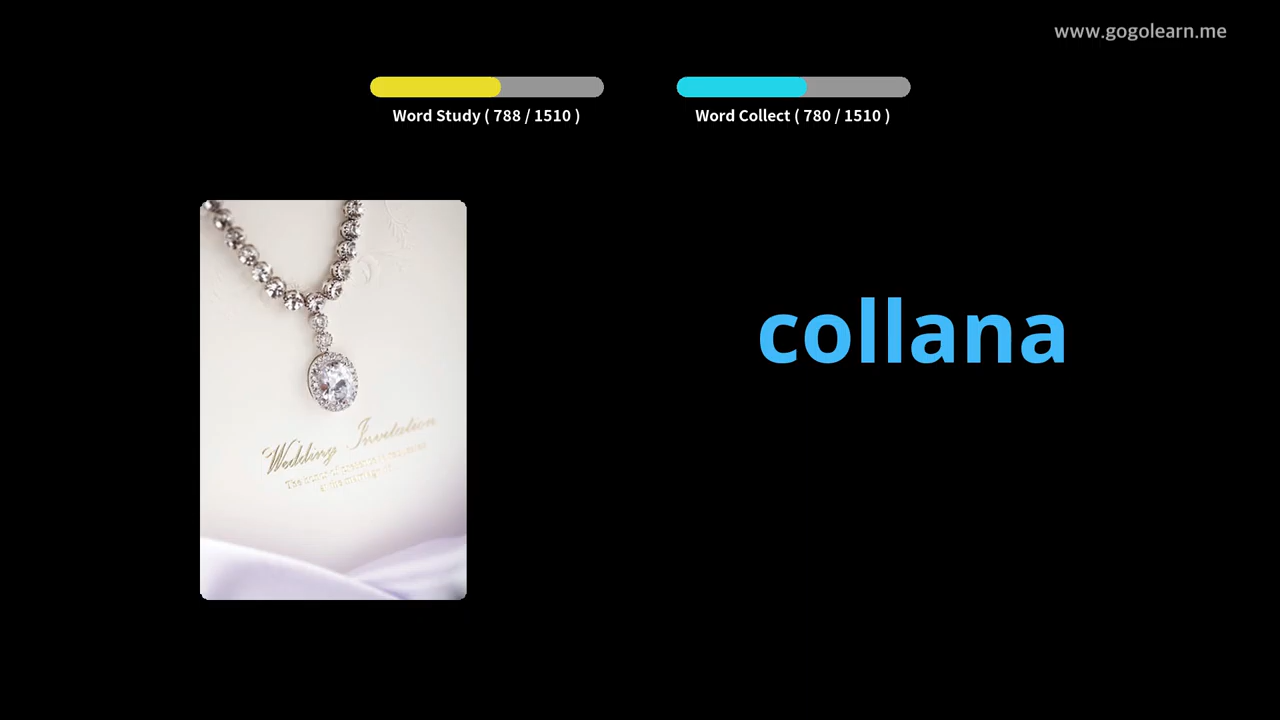 www.gogolearn.me
Word Study ( 788 / 1510 )
Word Collect ( 780 / 1510 )
collana
Wedding Invitation